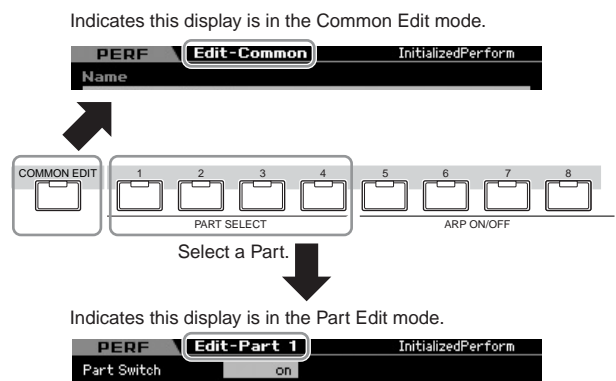 Indicates this display is in the Common Edit mode.
PERF Edit-Common InitializedPerform
Name
COMMON EDIT 1 2 3 4 5 6 7 8
PART SELECT ARP ON/OFF
Select a Part.
Indicates this display is in the Part Edit mode.
PERF Edit-Part 1 InitializedPerform
Part Switch on